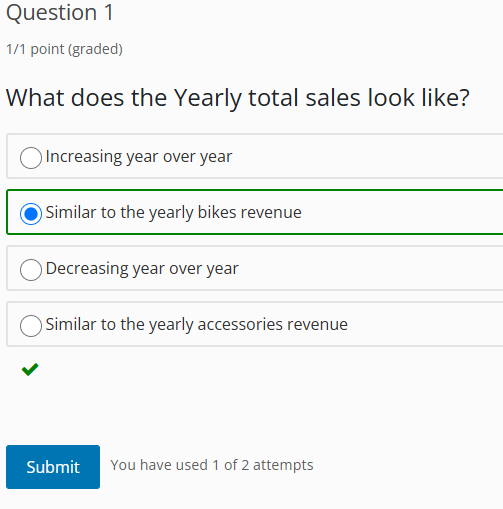 Question 1
1/1 point (graded)
What does the Yearly total sales look like?
Increasing year over year
Similar to the yearly bikes revenue
Decreasing year over year
Similar to the yearly accessories revenue
Submit
You have used 1 of 2 attempts